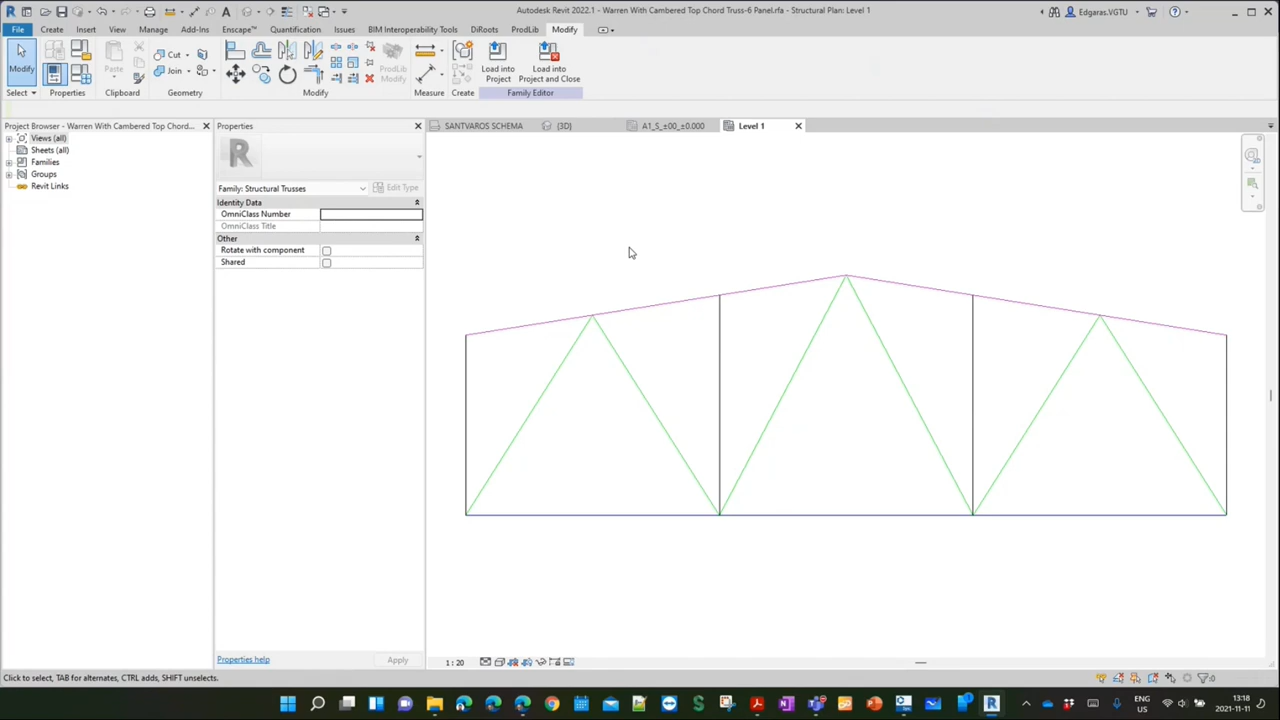 Autodesk Revit 2022.1 - Warren With Cambered Top Chord Truss-6 Panel.rfa - Structural Plan: Level 1
Edgaras.VGTU
File Create Insert View Manage Add-Ins Enscape™ Quantification Issues BIM Interoperability Tools DiRoots ProdLib Modify
Modify
Paste
Cut
Join
ProdLib
Modify
Load into
Project
Load into
Project and Close
Select Properties Clipboard Geometry Modify Measure Create Family Editor
Project Browser - Warren With Cambered Top Chord...
Views (all)
Sheets (all)
Families
Groups
Revit Links
Properties
R
Family: Structural Trusses
Edit Type
Identity Data
OmniClass Number
OmniClass Title
Other
Rotate with component
Shared
Properties help
Apply
SANTVAROS SCHEMA
{3D}
A1_S_±00_±0.000
Level 1
1 : 20
Click to select, TAB for alternates, CTRL adds, SHIFT unselects.
:0
ENG
US
13:18
2021-11-11